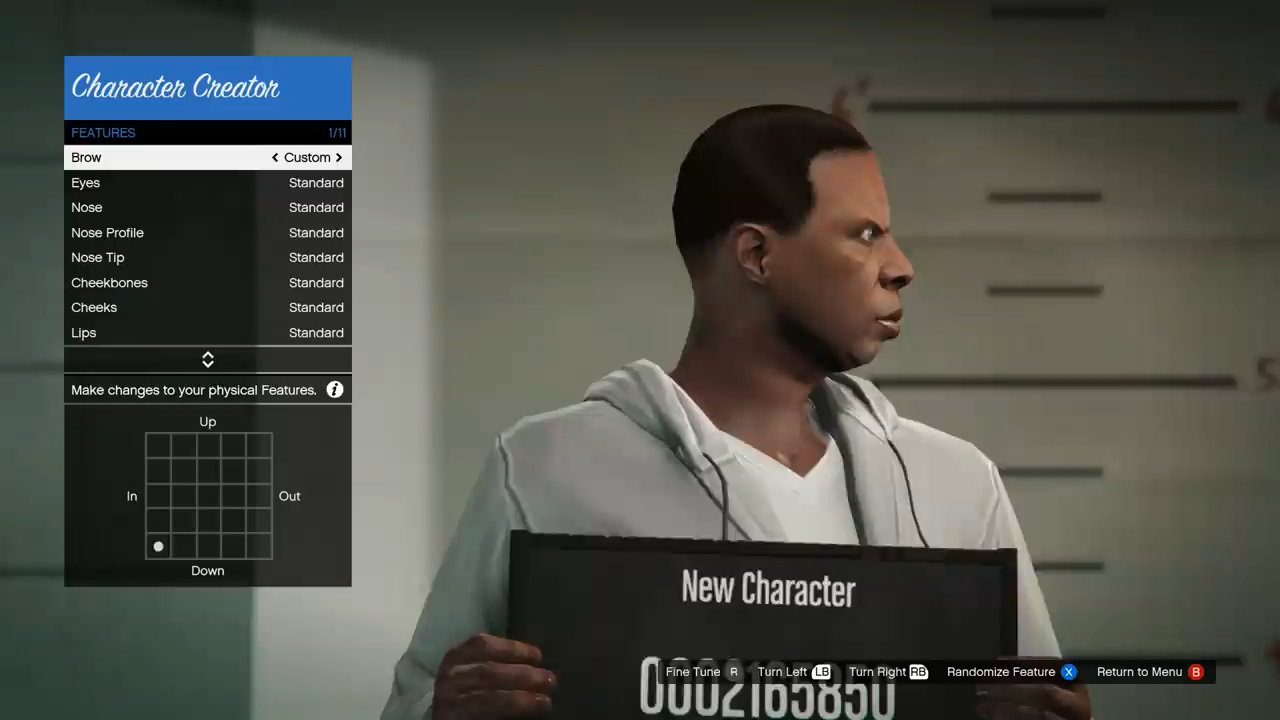 Character Creator
FEATURES 1/11
Brow Custom
Eyes Standard
Nose Standard
Nose Profile Standard
Nose Tip Standard
Cheekbones Standard
Cheeks Standard
Lips Standard
Make changes to your physical Features. i
Up
In Out
Down
6'
New Character
0002165850
Fine Tune R Turn Left LB Turn Right RB Randomize Feature X Return to Menu B